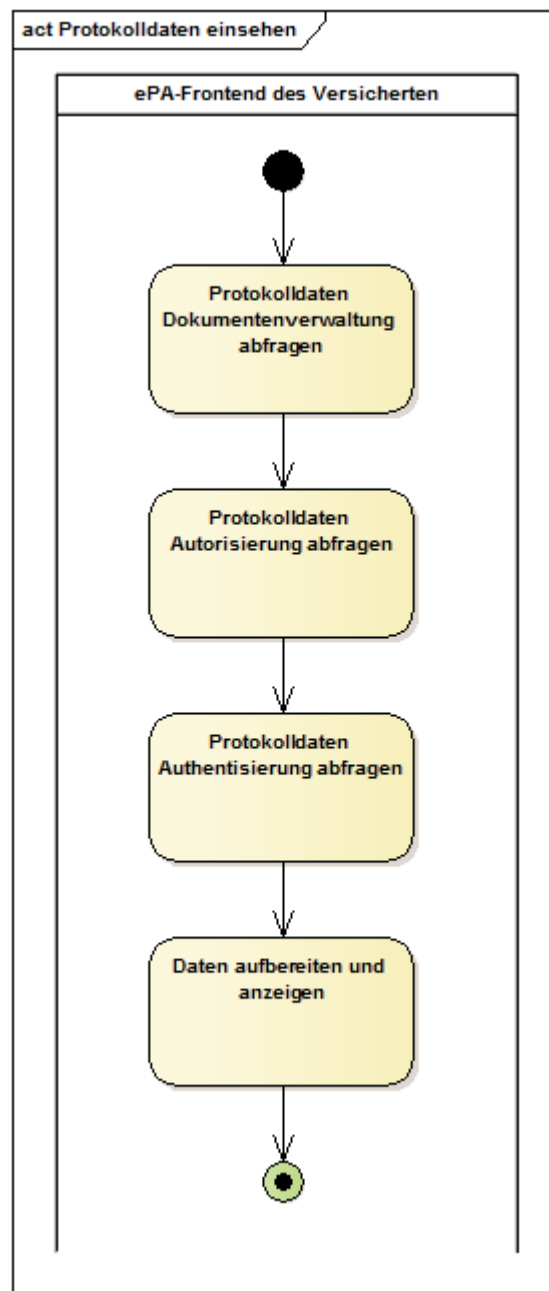 act Protokolldaten einsehen
ePA-Frontend des Versicherten
Protokolldaten
Dokumentenverwaltung
abfragen
Protokolldaten
Autorisierung abfragen
Protokolldaten
Authentisierung abfragen
Daten aufbereiten und
anzeigen